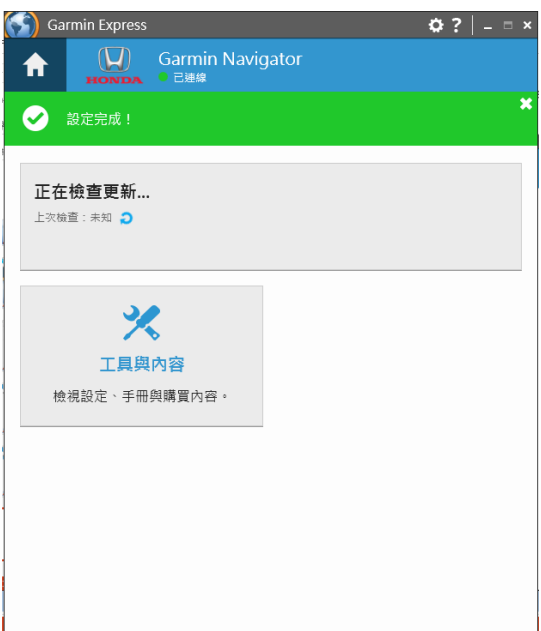 Garmin Express
?
HONDA
Garmin Navigator
已連線
設定完成！
正在檢查更新...
上次檢查：未知
工具與內容
檢視設定、手冊與購買內容。